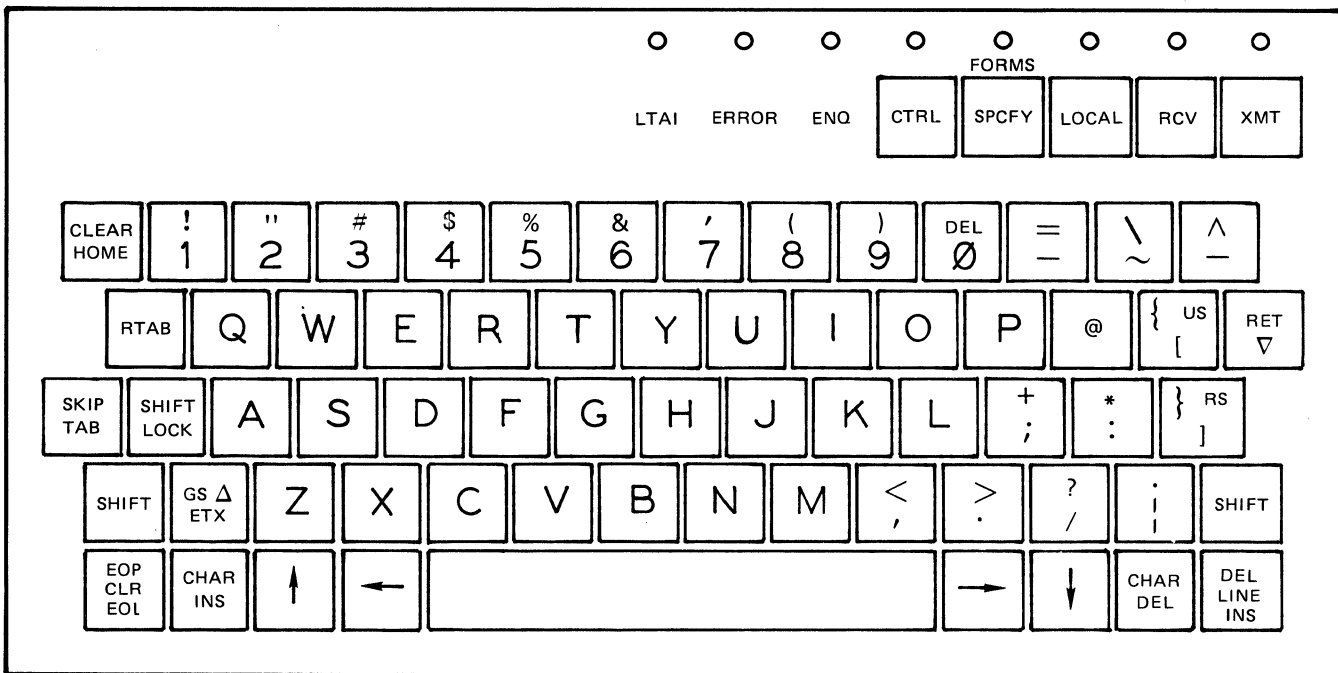 FORMS
LTAI ERROR ENQ CTRL SPCFY LOCAL RCV XMT
! " # $ % & ' ( ) DEL = \ ^
CLEAR
HOME 1 2 3 4 5 6 7 8 9 Ø — ~ —
RTAB Q W E R T Y U I O P @ { US [ RET ∇
SKIP TAB SHIFT LOCK A S D F G H J K L + ; * : } RS ]
SHIFT GS Δ ETX Z X C V B N M < , > . ? / ¦ SHIFT
EOP CLR EOL CHAR INS ↑ ← → ↓ CHAR DEL DEL LINE INS